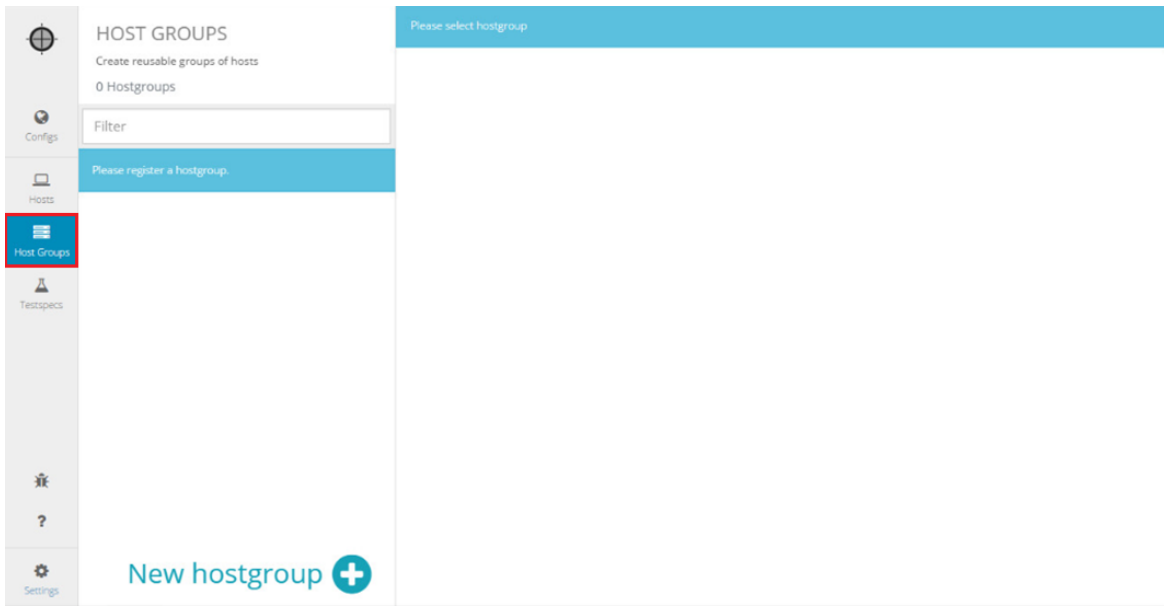 Configs
Hosts
Host Groups
Testspecs
?
Settings
HOST GROUPS
Create reusable groups of hosts
0 Hostgroups
Filter
Please register a hostgroup.
New hostgroup
Please select hostgroup